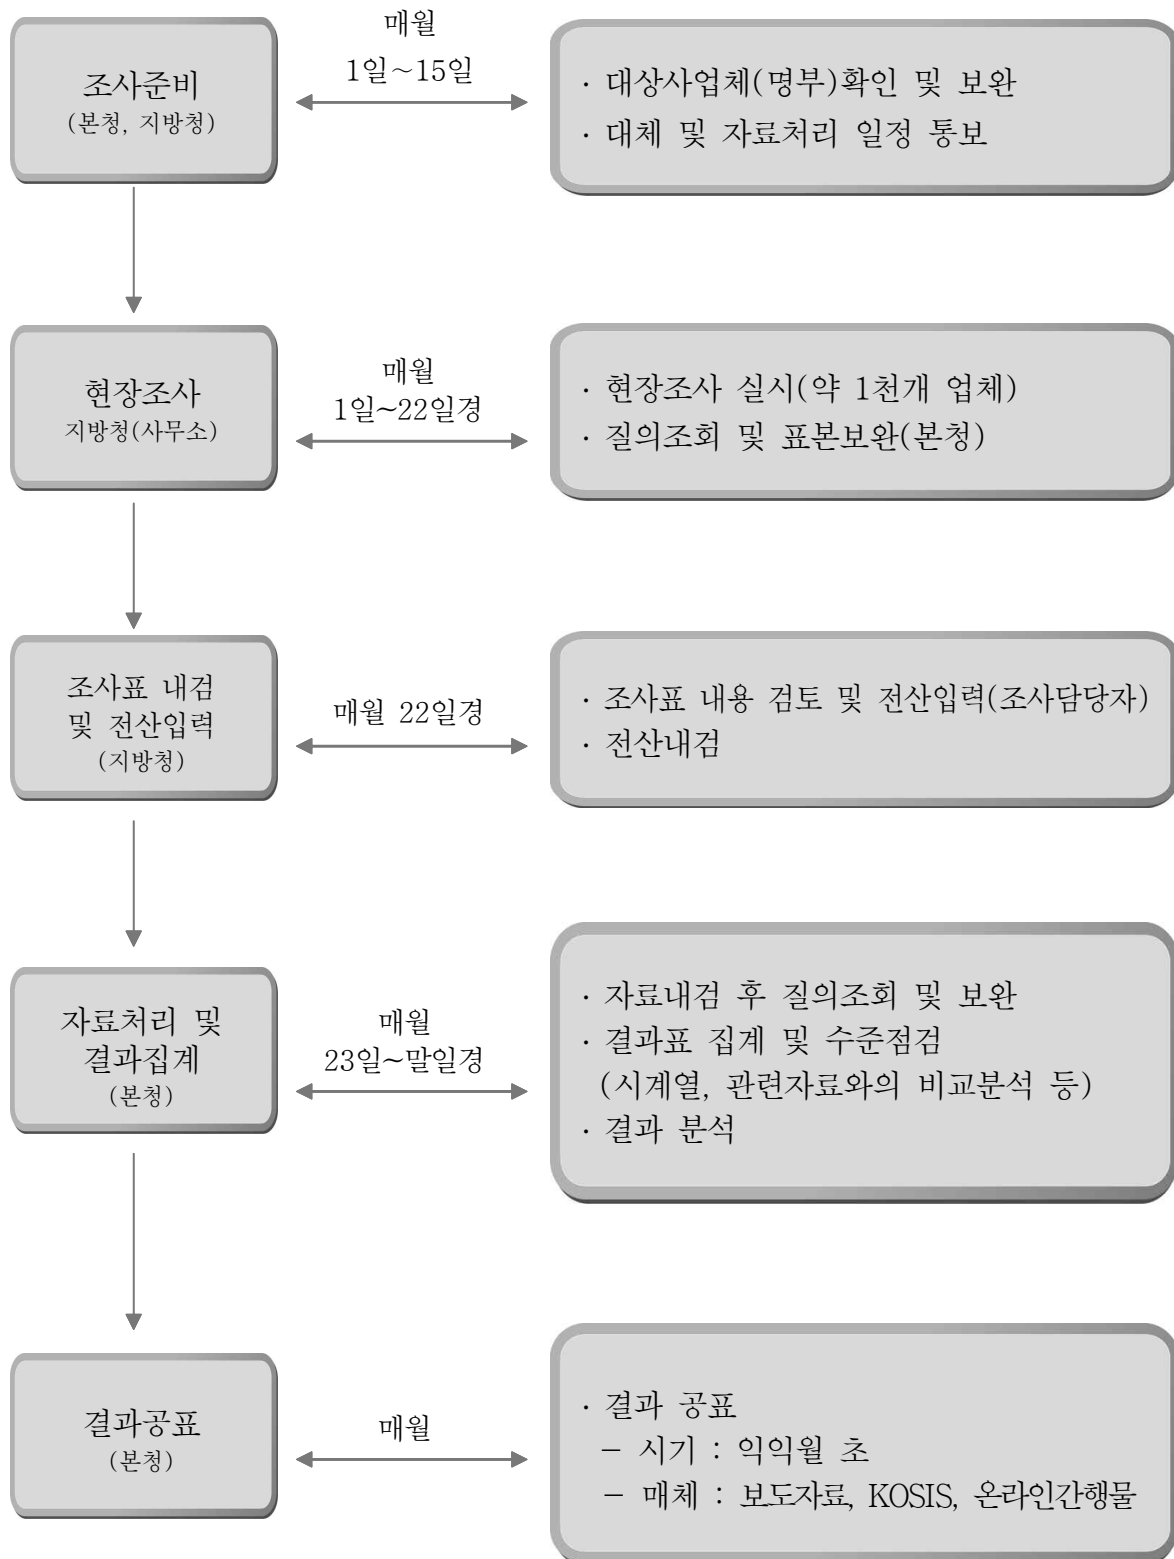 조사준비
(본청, 지방청)
매월
1일~15일
· 대상사업체(명부)확인 및 보완
· 대체 및 자료처리 일정 통보
현장조사
지방청(사무소)
매월
1일~22일경
· 현장조사 실시(약 1천개 업체)
· 질의조회 및 표본보완(본청)
조사표 내검
및 전산입력
(지방청)
매월 22일경
· 조사표 내용 검토 및 전산입력(조사담당자)
· 전산내검
자료처리 및
결과집계
(본청)
매월
23일~말일경
· 자료내검 후 질의조회 및 보완
· 결과표 집계 및 수준점검
(시계열, 관련자료와의 비교분석 등)
· 결과 분석
결과공표
(본청)
매월
· 결과 공표
- 시기 : 익익월 초
- 매체 : 보도자료, KOSIS, 온라인간행물